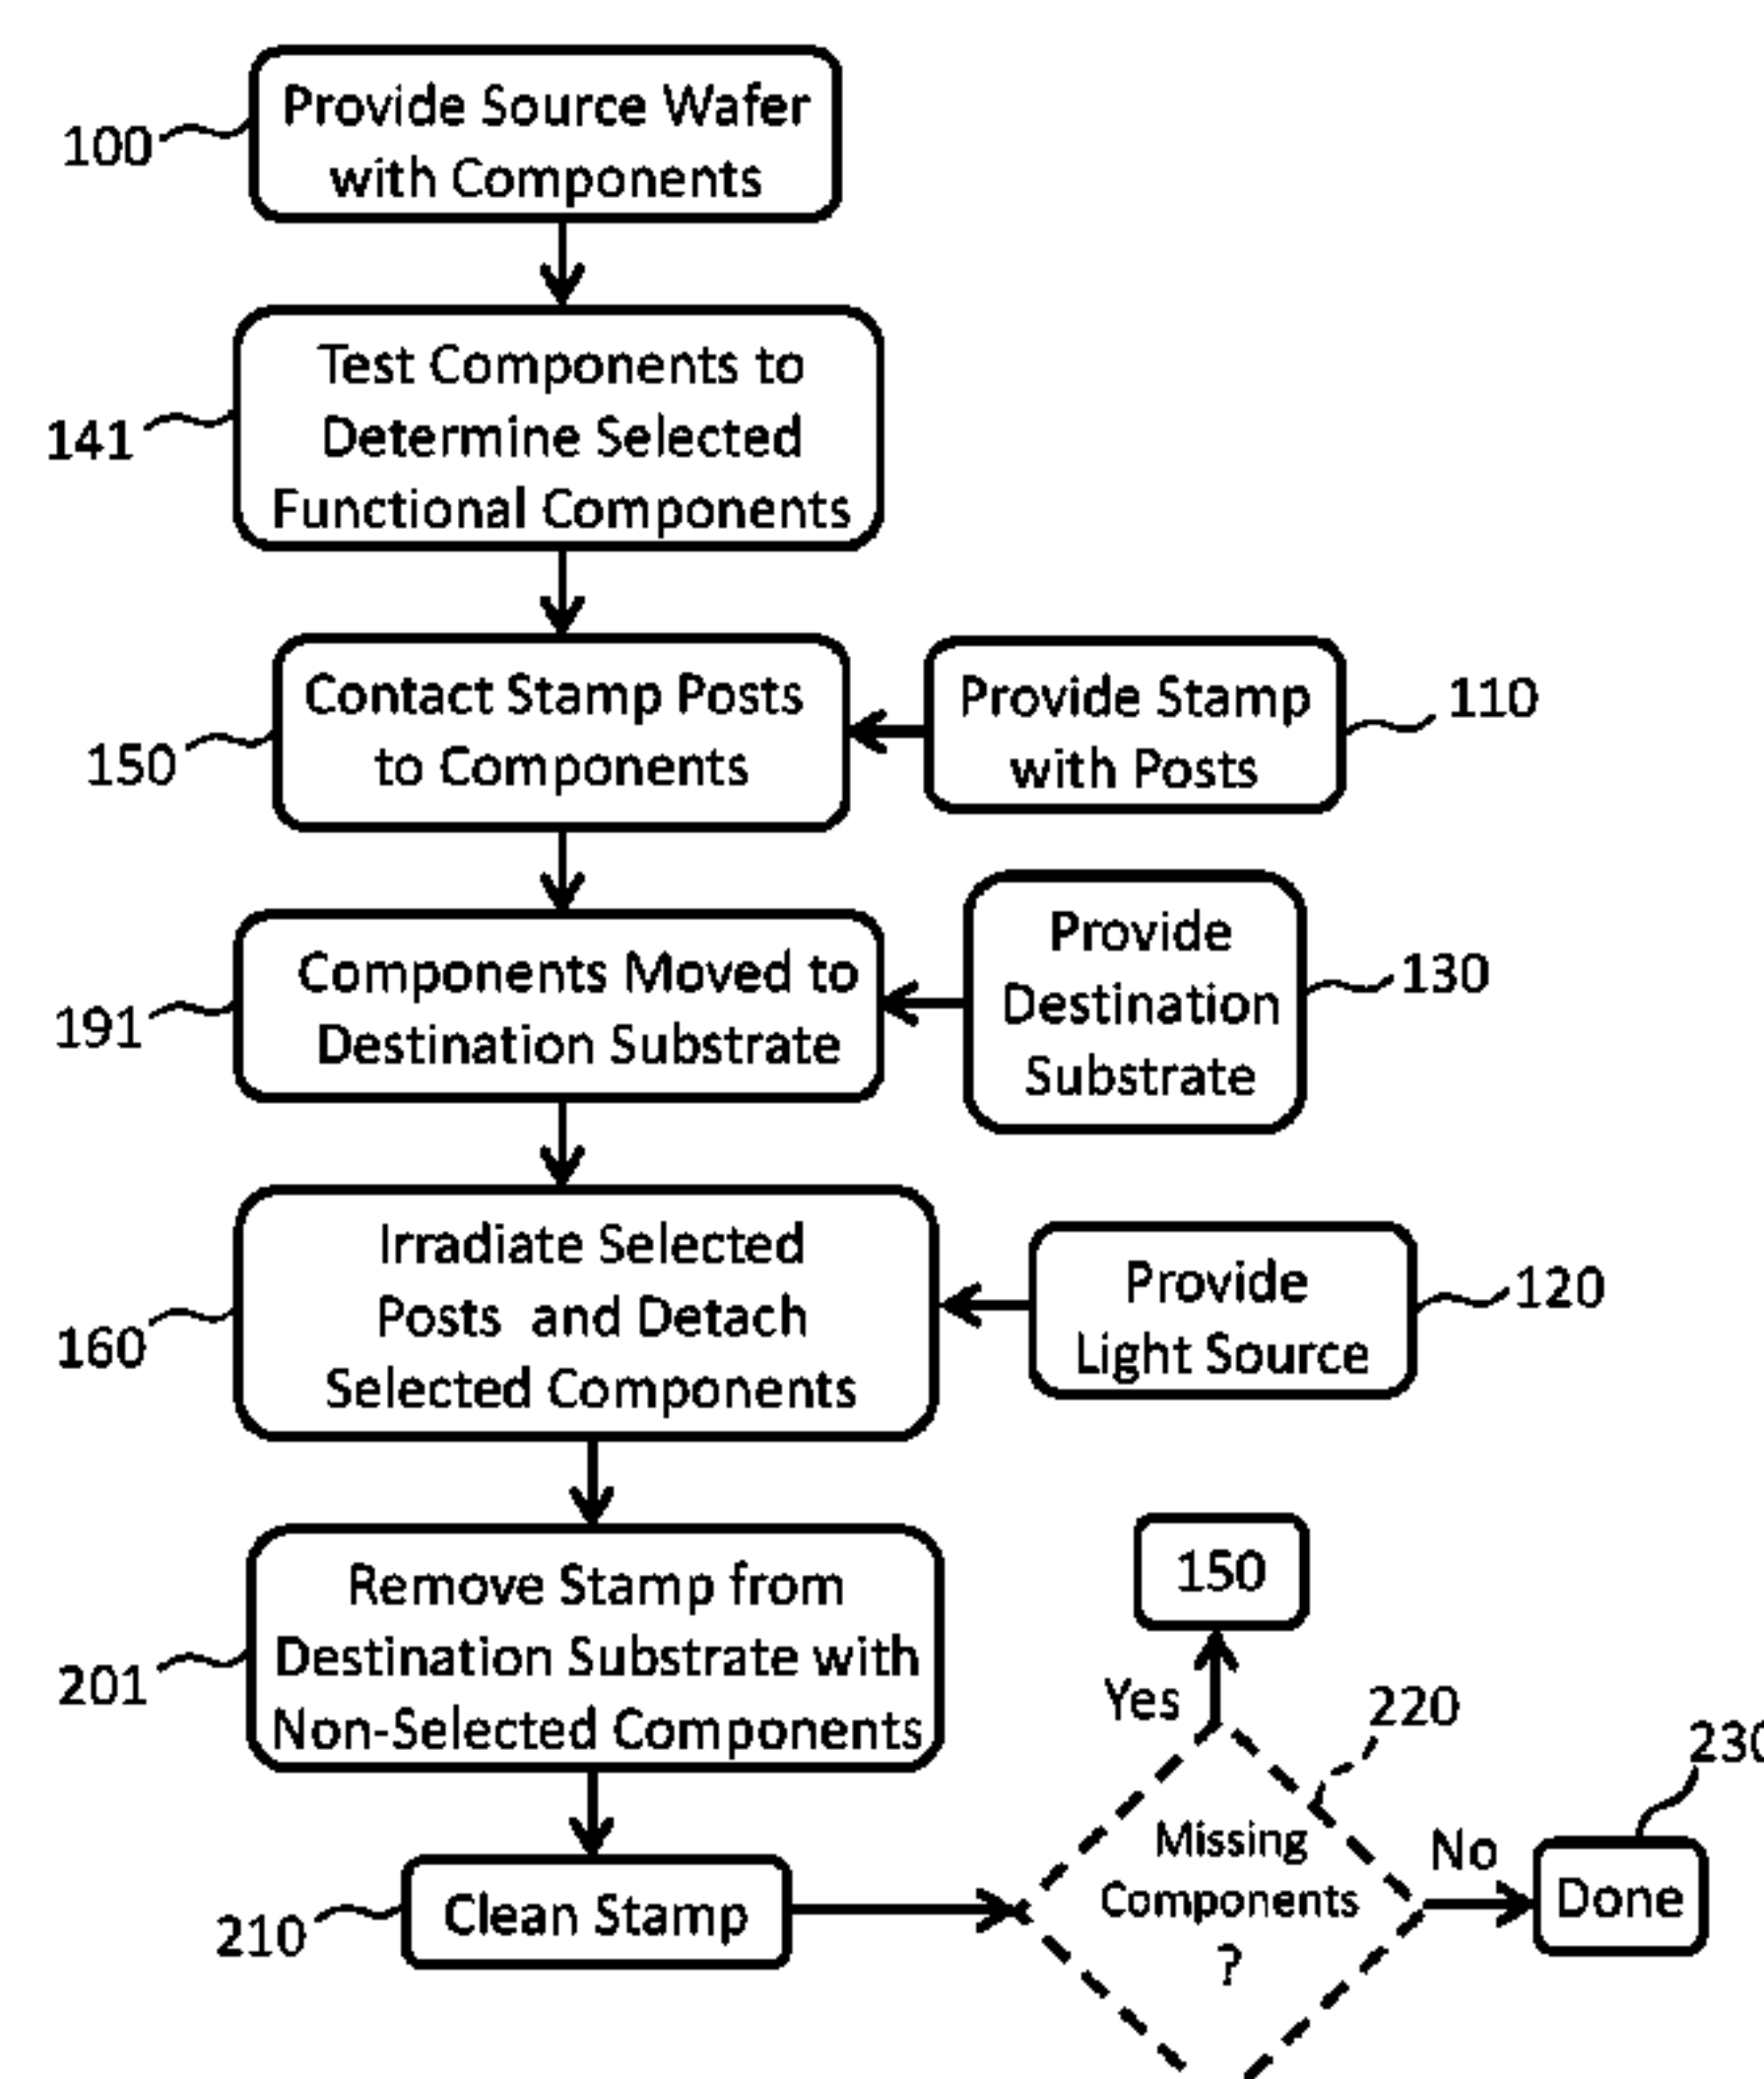 Provide Source Wafer
with Components
100
Test Components to
Determine Selected
Functional Components
141
Contact Stamp Posts
to Components
150
Provide Stamp
with Posts
110
Components Moved to
Destination Substrate
191
Provide
Destination
Substrate
130
Irradiate Selected
Posts and Detach
Selected Components
160
Provide
Light Source
120
Remove Stamp from
Destination Substrate with
Non-Selected Components
201
150
Yes
220
230
Clean Stamp
210
Missing
Components
?
No
Done